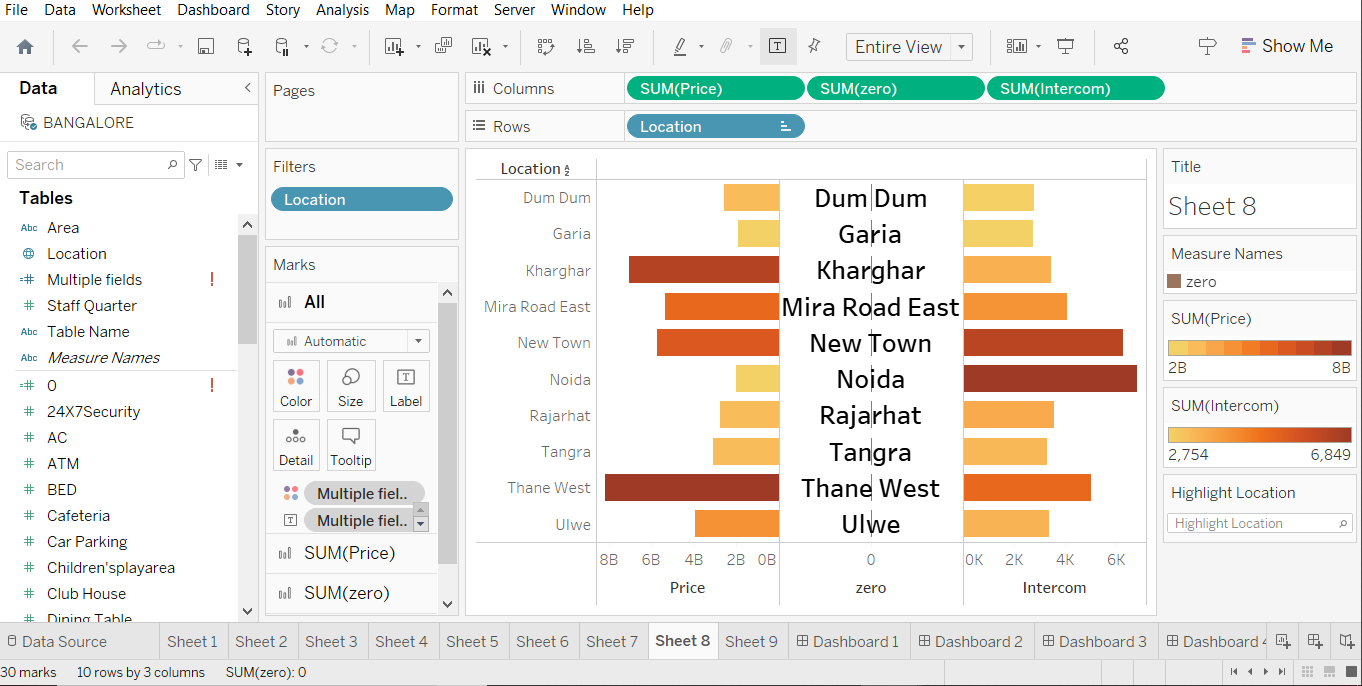 File Data Worksheet Dashboard Story Analysis Map Format Server Window Help
Entire View
Show Me
Data
Analytics
BANGALORE
Search
Tables
Abc Area
Location
Multiple fields !
Staff Quarter
Abc Table Name
Abc Measure Names
0 !
24X7Security
AC
ATM
BED
Cafeteria
Car Parking
Children'splayarea
Club House
Dining Table
Pages
Filters
Location
Marks
All
Automatic
Color Size Label
Detail Tooltip
Multiple fiel..
Multiple fiel..
SUM(Price)
SUM(zero)
Columns SUM(Price) SUM(zero) SUM(Intercom)
Rows Location
Location
Dum Dum Dum Dum
Garia Garia
Kharghar Kharghar
Mira Road East Mira Road East
New Town New Town
Noida Noida
Rajarhat Rajarhat
Tangra Tangra
Thane West Thane West
Ulwe Ulwe
8B 6B 4B 2B 0B 0 0K 2K 4K 6K
Price zero Intercom
Title
Sheet 8
Measure Names
zero
SUM(Price)
2B 8B
SUM(Intercom)
2,754 6,849
Highlight Location
Highlight Location
Data Source Sheet 1 Sheet 2 Sheet 3 Sheet 4 Sheet 5 Sheet 6 Sheet 7 Sheet 8 Sheet 9 Dashboard 1 Dashboard 2 Dashboard 3 Dashboard 4
30 marks 10 rows by 3 columns SUM(zero): 0